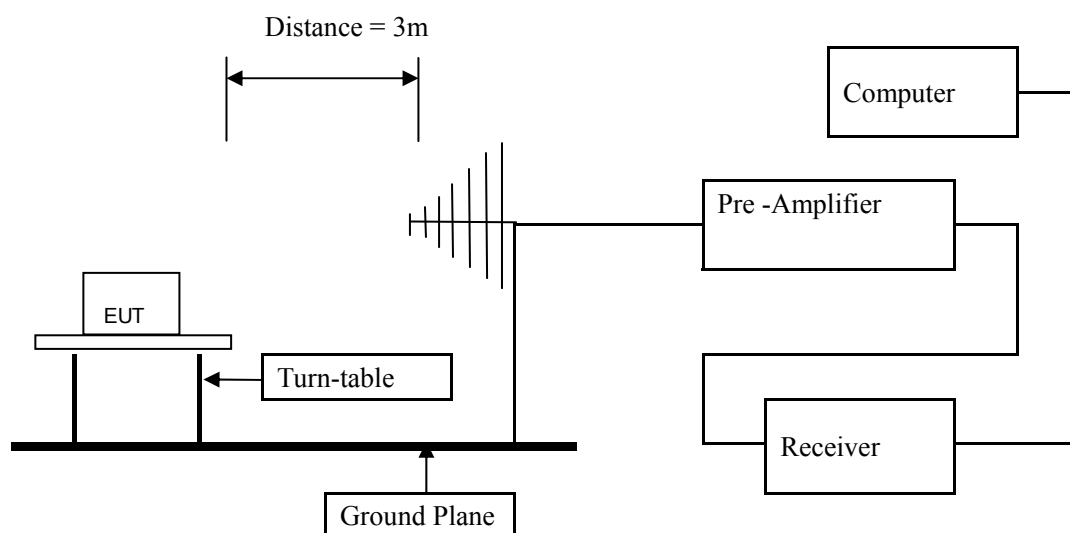 Distance = 3m
Computer
Pre -Amplifier
EUT
Turn-table
Receiver
Ground Plane